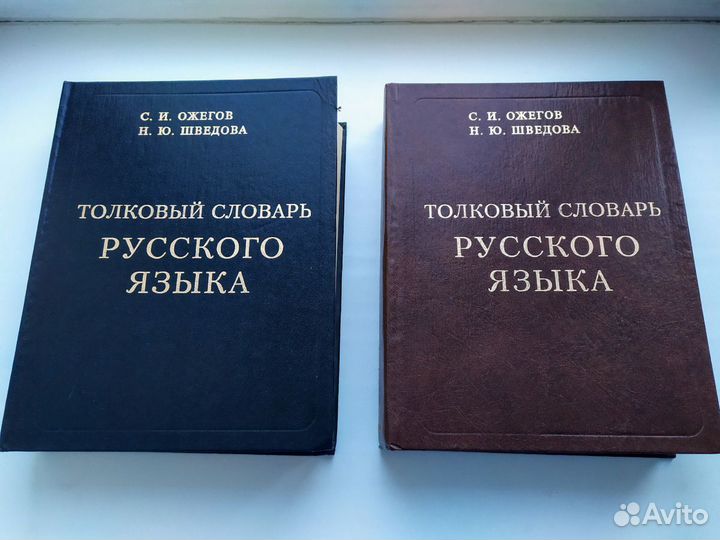 С. И. ОЖЕГОВ
Н. Ю. ШВЕДОВА
ТОЛКОВЫЙ СЛОВАРЬ
РУССКОГО
ЯЗЫКА
С. И. ОЖЕГОВ
Н. Ю. ШВЕДОВА
ТОЛКОВЫЙ СЛОВАРЬ
РУССКОГО
ЯЗЫКА
Avito